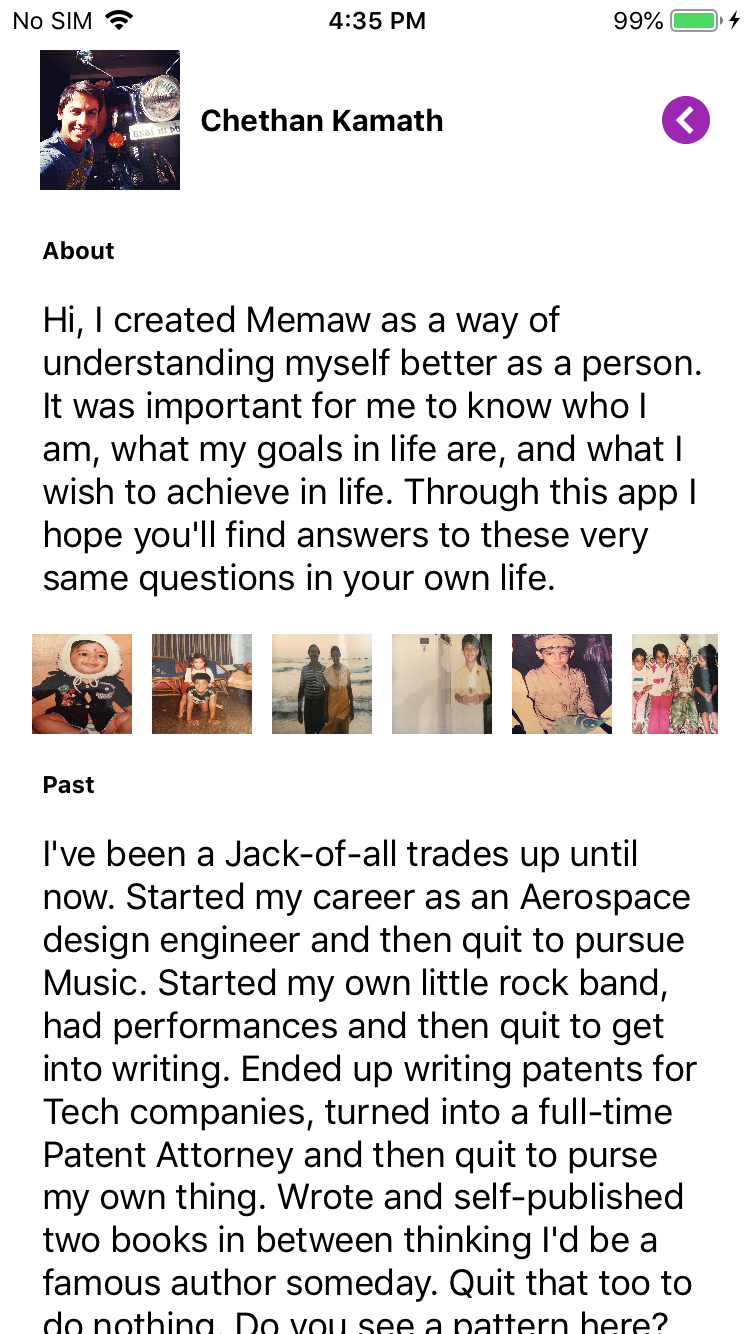 No SIM 4:35 PM 99%
Chethan Kamath
About
Hi, I created Memaw as a way of
understanding myself better as a person.
It was important for me to know who I
am, what my goals in life are, and what I
wish to achieve in life. Through this app I
hope you'll find answers to these very
same questions in your own life.
Past
I've been a Jack-of-all trades up until
now. Started my career as an Aerospace
design engineer and then quit to pursue
Music. Started my own little rock band,
had performances and then quit to get
into writing. Ended up writing patents for
Tech companies, turned into a full-time
Patent Attorney and then quit to purse
my own thing. Wrote and self-published
two books in between thinking I'd be a
famous author someday. Quit that too to
do nothing. Do you see a pattern here?